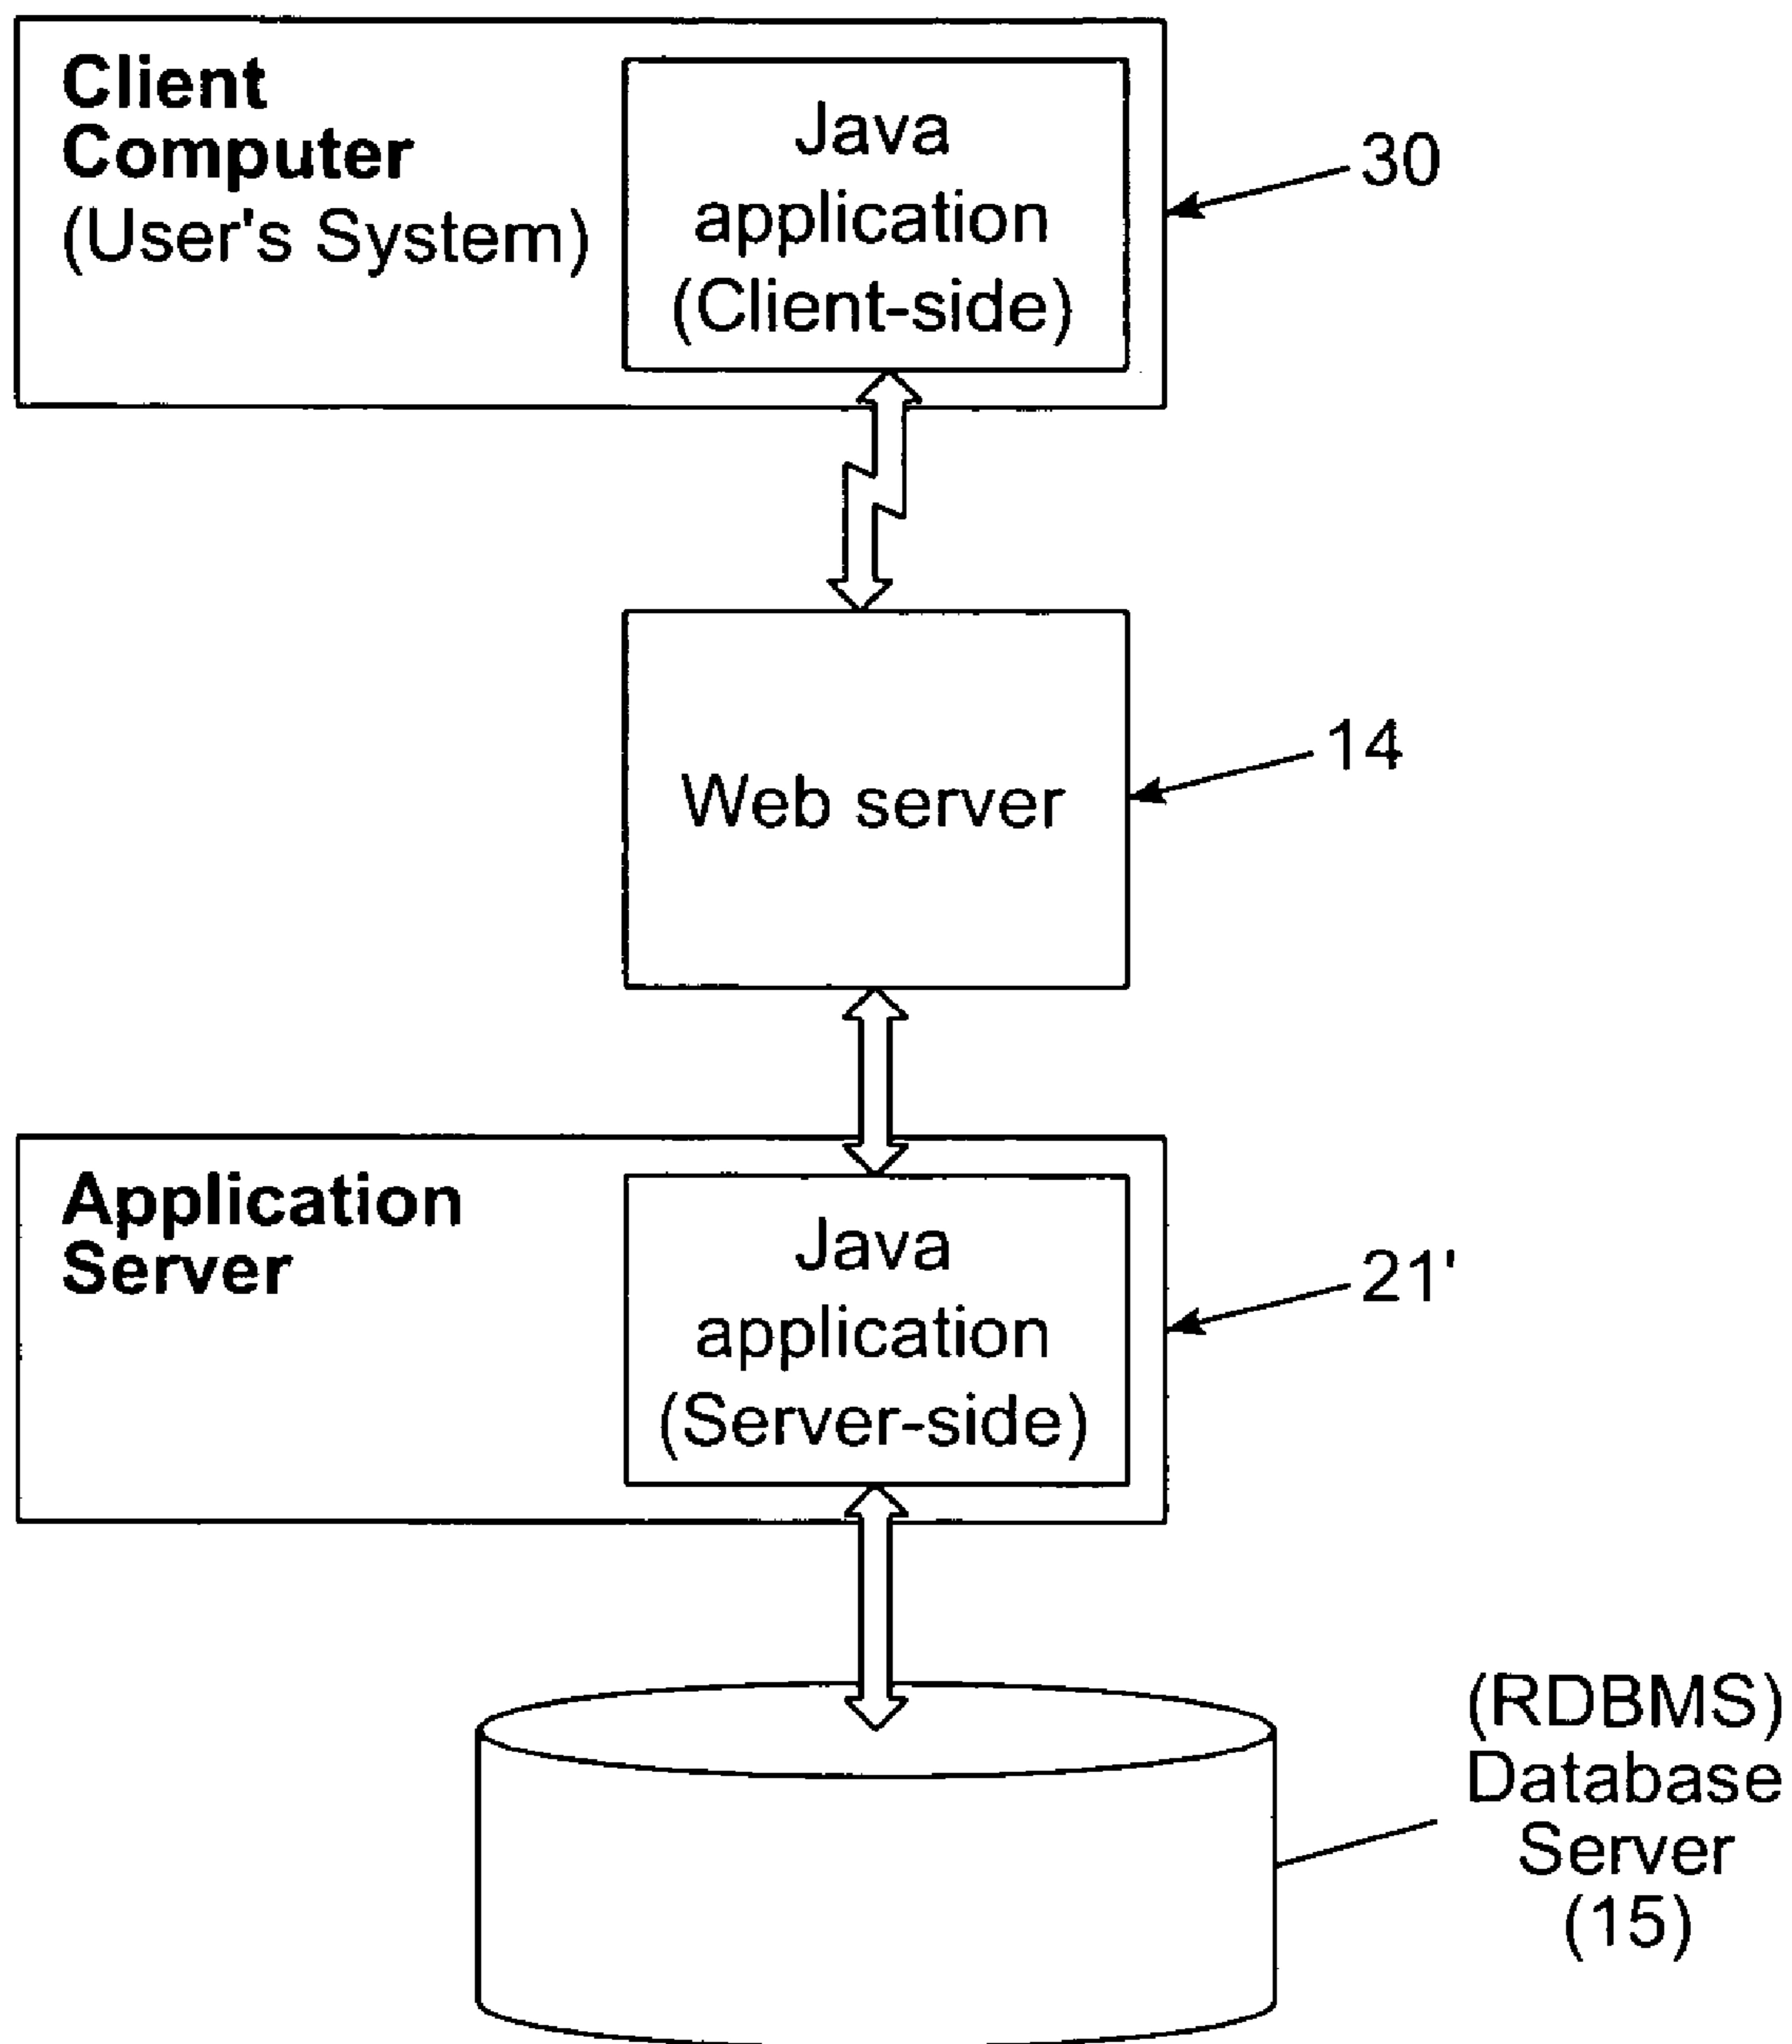 Client
Computer
(User's System)
Java
application
(Client-side)
30
Web server
14
Application
Server
Java
application
(Server-side)
21'
(RDBMS)
Database
Server
(15)